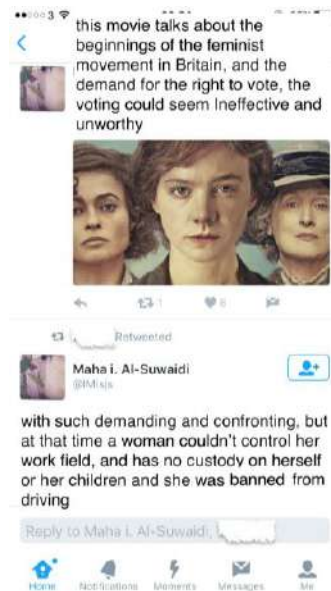 3
this movie talks about the
beginnings of the feminist
movement in Britain, and the
demand for the right to vote, the
voting could seem Ineffective and
unworthy
1
6
Retweeted
Maha i. Al-Suwaidi
with such demanding and confronting, but
at that time a woman couldn't control her
work field, and has no custody on herself
or her children and she was banned from
driving
Reply to Maha i. Al-Suwaidi,
Home Notifications Moments Messages Me